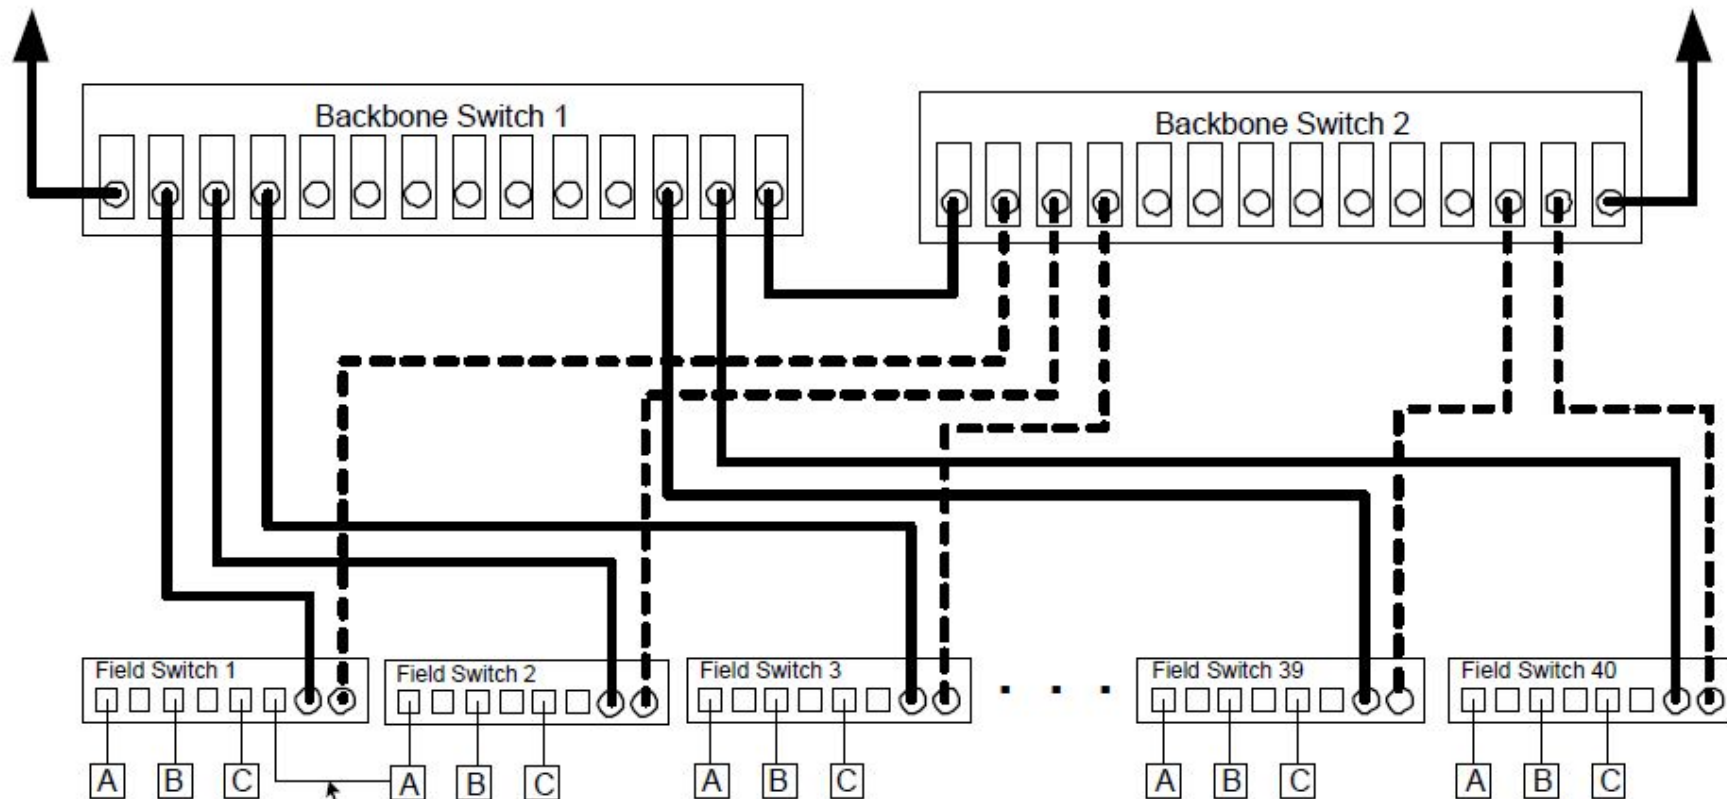 Backbone Switch 1
Backbone Switch 2
Field Switch 1
Field Switch 2
Field Switch 3
Field Switch 39
Field Switch 40
A B C
A B C
A B C
A B C
A B C